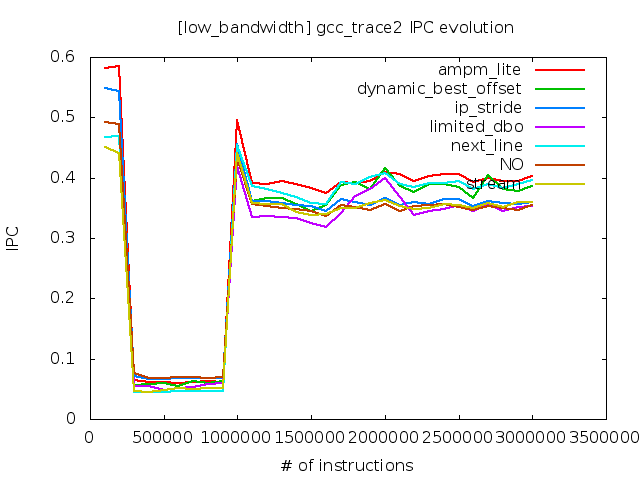 [low_bandwidth] gcc_trace2 IPC evolution
0.6
0.5
0.4
0.3
0.2
0.1
0
IPC
ampm_lite
dynamic_best_offset
ip_stride
limited_dbo
next_line
NO
stream
0 500000 1000000 1500000 2000000 2500000 3000000 3500000
# of instructions